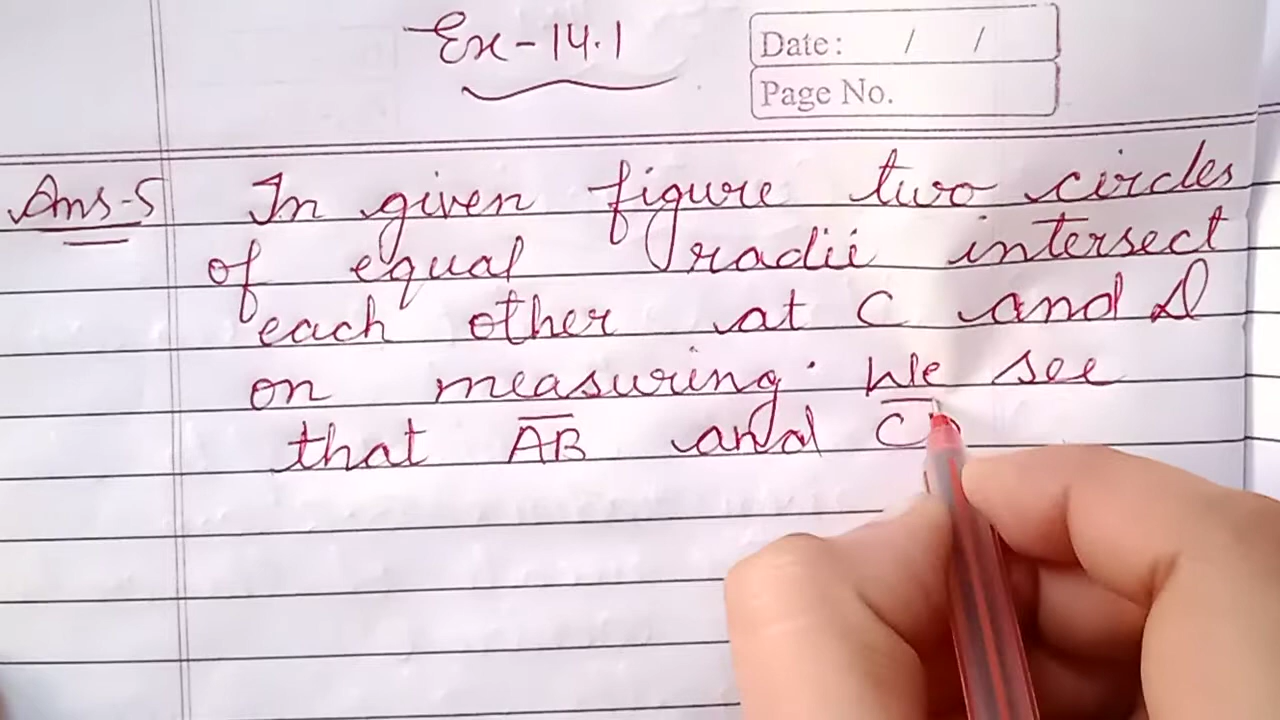 Ex-14.1
Date: / /
Page No.
Ans-5 In given figure two circles
of equal radii intersect
each other at C and D
on measuring. We see
that AB and C